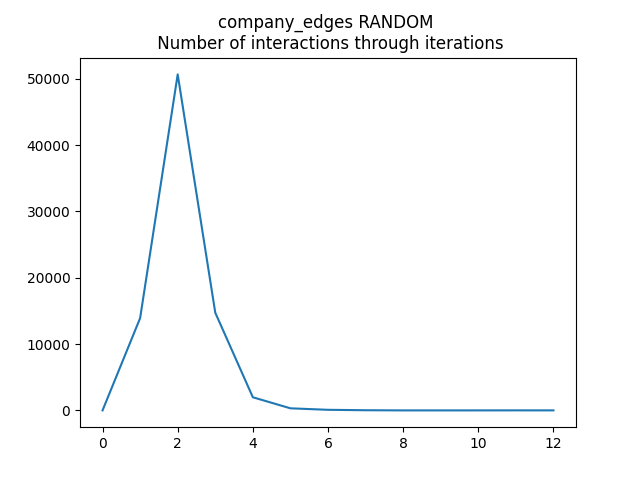 company_edges RANDOM
Number of interactions through iterations
50000
40000
30000
20000
10000
0
0 2 4 6 8 10 12